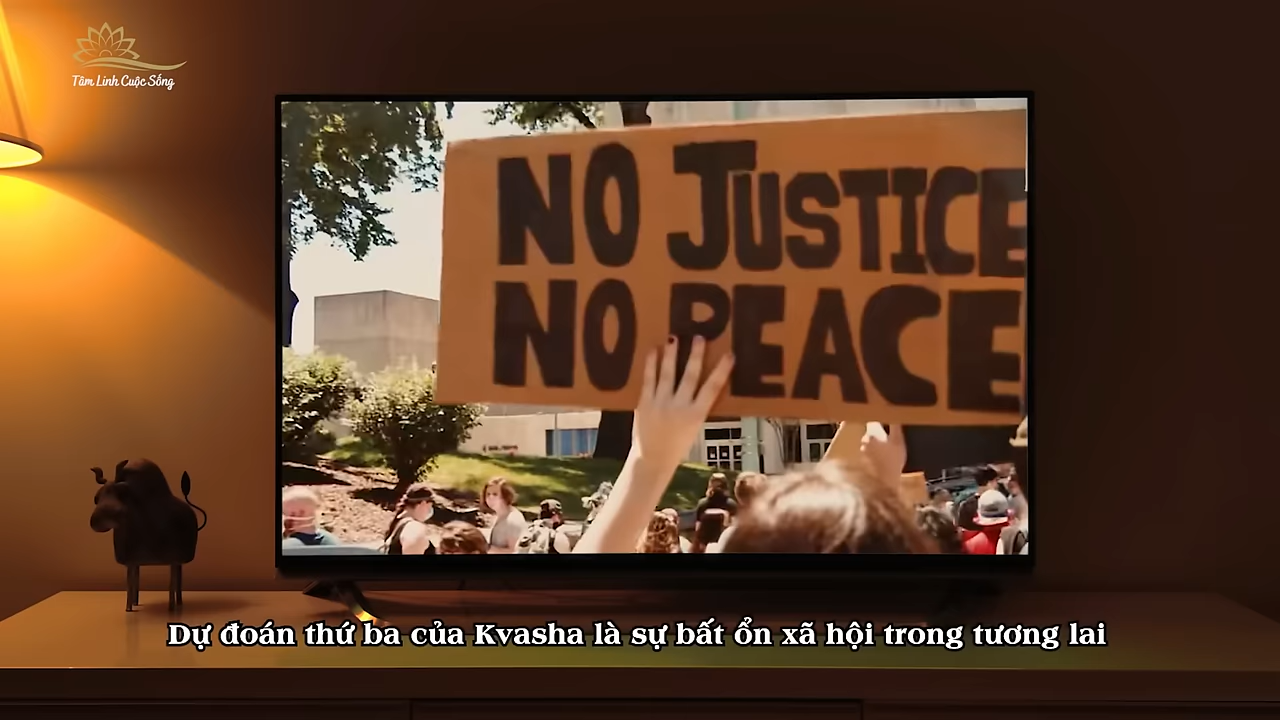 Tâm Linh Cuộc Sống
NO JUSTICE
NO PEACE
Dự đoán thứ ba của Kvasha là sự bất ổn xã hội trong tương lai